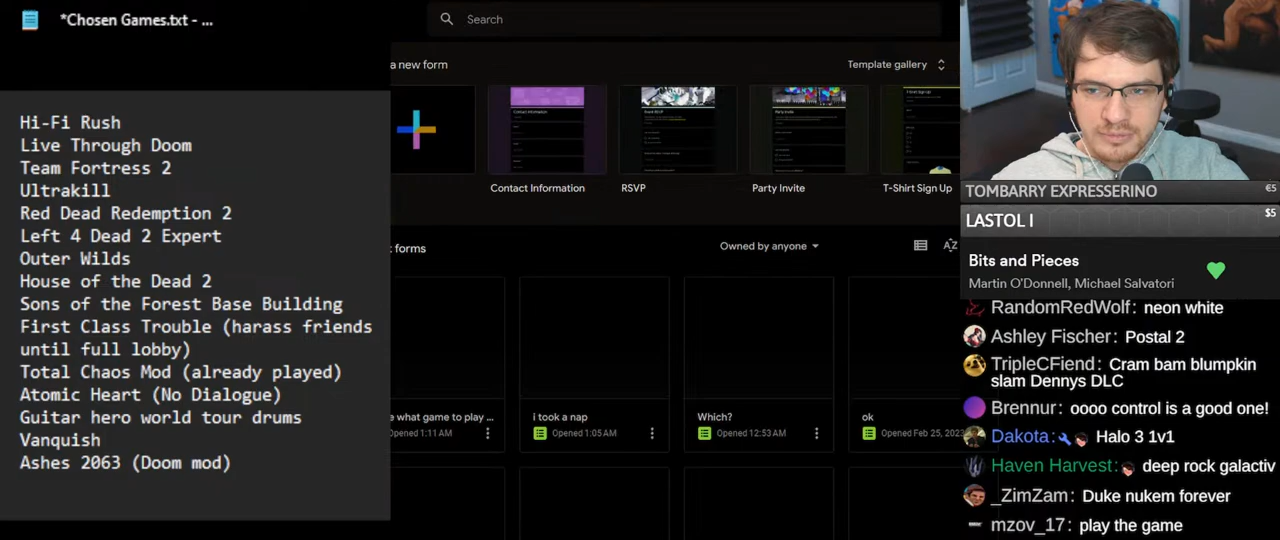 *Chosen Games.txt - ...
Search
a new form
Template gallery
Hi-Fi Rush
Live Through Doom
Team Fortress 2
Ultrakill
Red Dead Redemption 2
Left 4 Dead 2 Expert
Outer Wilds
House of the Dead 2
Sons of the Forest Base Building
First Class Trouble (harass friends
until full lobby)
Total Chaos Mod (already played)
Atomic Heart (No Dialogue)
Guitar hero world tour drums
Vanquish
Ashes 2063 (Doom mod)
Contact Information
RSVP
Party Invite
T-Shirt Sign Up
t forms
Owned by anyone
AZ
e what game to play ...
Opened 1:11 AM
i took a nap
Opened 1:05 AM
Which?
Opened 12:53 AM
ok
Opened Feb 25, 2023
TOMBARRY EXPRESSERINO €5
LASTOL I $5
Bits and Pieces
Martin O'Donnell, Michael Salvatori
RandomRedWolf: neon white
Ashley Fischer: Postal 2
TripleCFiend: Cram bam blumpkin
slam Dennys DLC
Brennur: oooo control is a good one!
Dakota: Halo 3 1v1
Haven Harvest: deep rock galactiv
_ZimZam: Duke nukem forever
mzov_17: play the game